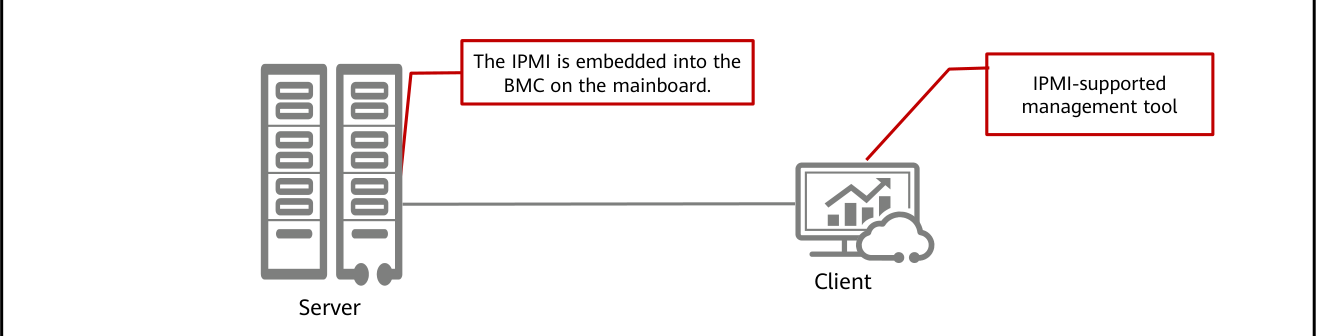 The IPMI is embedded into the
BMC on the mainboard.
IPMI-supported
management tool
Client
Server